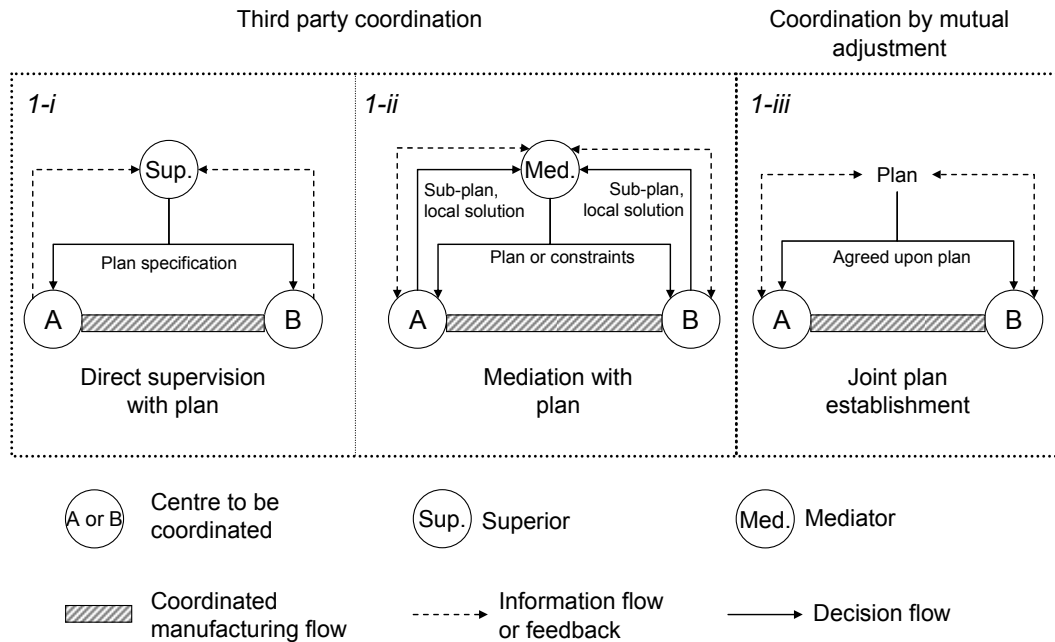 Third party coordination
Coordination by mutual
adjustment
1-i
Sup.
Plan specification
A
B
Direct supervision
with plan
1-ii
Med.
Sub-plan,
local solution
Sub-plan,
local solution
Plan or constraints
A
B
Mediation with
plan
1-iii
Plan
Agreed upon plan
A
B
Joint plan
establishment
A or B
Centre to be
coordinated
Sup.
Superior
Med.
Mediator
Coordinated
manufacturing flow
Information flow
or feedback
Decision flow